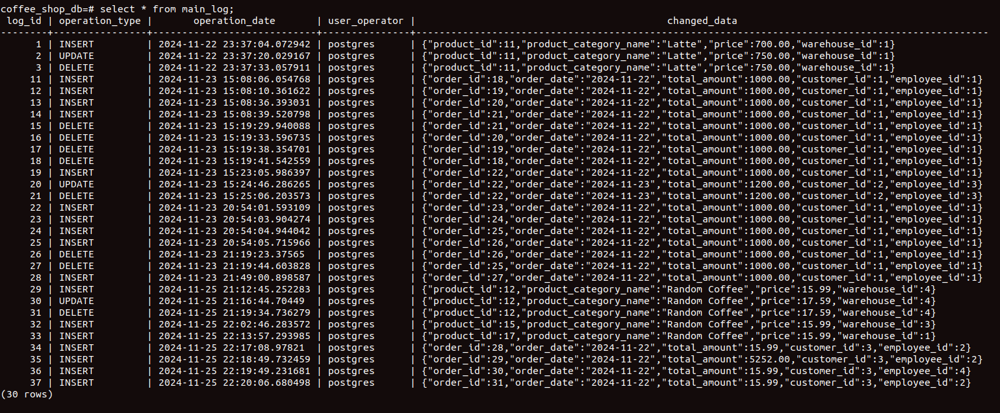 coffee_shop_db=# select * from main_log;
 log_id | operation_type |       operation_date       | user_operator |                                           changed_data
--------+----------------+----------------------------+---------------+--------------------------------------------------------------------------------------------------
      1 | INSERT         | 2024-11-22 23:37:04.072942 | postgres      | {"product_id":11,"product_category_name":"Latte","price":700.00,"warehouse_id":1}
      2 | UPDATE         | 2024-11-22 23:37:20.029167 | postgres      | {"product_id":11,"product_category_name":"Latte","price":750.00,"warehouse_id":1}
      3 | DELETE         | 2024-11-22 23:37:33.057911 | postgres      | {"product_id":11,"product_category_name":"Latte","price":750.00,"warehouse_id":1}
     11 | INSERT         | 2024-11-23 15:08:06.054768 | postgres      | {"order_id":18,"order_date":"2024-11-22","total_amount":1000.00,"customer_id":1,"employee_id":1}
     12 | INSERT         | 2024-11-23 15:08:10.361622 | postgres      | {"order_id":19,"order_date":"2024-11-22","total_amount":1000.00,"customer_id":1,"employee_id":1}
     13 | INSERT         | 2024-11-23 15:08:36.393031 | postgres      | {"order_id":20,"order_date":"2024-11-22","total_amount":1000.00,"customer_id":1,"employee_id":1}
     14 | INSERT         | 2024-11-23 15:08:39.520798 | postgres      | {"order_id":21,"order_date":"2024-11-22","total_amount":1000.00,"customer_id":1,"employee_id":1}
     15 | DELETE         | 2024-11-23 15:19:29.940088 | postgres      | {"order_id":21,"order_date":"2024-11-22","total_amount":1000.00,"customer_id":1,"employee_id":1}
     16 | DELETE         | 2024-11-23 15:19:33.596735 | postgres      | {"order_id":20,"order_date":"2024-11-22","total_amount":1000.00,"customer_id":1,"employee_id":1}
     17 | DELETE         | 2024-11-23 15:19:38.354701 | postgres      | {"order_id":19,"order_date":"2024-11-22","total_amount":1000.00,"customer_id":1,"employee_id":1}
     18 | DELETE         | 2024-11-23 15:19:41.542559 | postgres      | {"order_id":18,"order_date":"2024-11-22","total_amount":1000.00,"customer_id":1,"employee_id":1}
     19 | INSERT         | 2024-11-23 15:23:05.986397 | postgres      | {"order_id":22,"order_date":"2024-11-22","total_amount":1000.00,"customer_id":1,"employee_id":1}
     20 | UPDATE         | 2024-11-23 15:24:46.286265 | postgres      | {"order_id":22,"order_date":"2024-11-23","total_amount":1200.00,"customer_id":2,"employee_id":3}
     21 | DELETE         | 2024-11-23 15:25:06.203573 | postgres      | {"order_id":22,"order_date":"2024-11-23","total_amount":1200.00,"customer_id":2,"employee_id":3}
     22 | INSERT         | 2024-11-23 20:54:01.593109 | postgres      | {"order_id":23,"order_date":"2024-11-22","total_amount":1000.00,"customer_id":1,"employee_id":1}
     23 | INSERT         | 2024-11-23 20:54:03.904274 | postgres      | {"order_id":24,"order_date":"2024-11-22","total_amount":1000.00,"customer_id":1,"employee_id":1}
     24 | INSERT         | 2024-11-23 20:54:04.944042 | postgres      | {"order_id":25,"order_date":"2024-11-22","total_amount":1000.00,"customer_id":1,"employee_id":1}
     25 | INSERT         | 2024-11-23 20:54:05.715966 | postgres      | {"order_id":26,"order_date":"2024-11-22","total_amount":1000.00,"customer_id":1,"employee_id":1}
     26 | DELETE         | 2024-11-23 21:19:23.37565  | postgres      | {"order_id":26,"order_date":"2024-11-22","total_amount":1000.00,"customer_id":1,"employee_id":1}
     27 | DELETE         | 2024-11-23 21:19:44.603828 | postgres      | {"order_id":25,"order_date":"2024-11-22","total_amount":1000.00,"customer_id":1,"employee_id":1}
     28 | INSERT         | 2024-11-23 21:49:00.898587 | postgres      | {"order_id":27,"order_date":"2024-11-22","total_amount":1000.00,"customer_id":1,"employee_id":1}
     29 | INSERT         | 2024-11-25 21:12:45.252283 | postgres      | {"product_id":12,"product_category_name":"Random Coffee","price":15.99,"warehouse_id":4}
     30 | UPDATE         | 2024-11-25 21:16:44.70449  | postgres      | {"product_id":12,"product_category_name":"Random Coffee","price":17.59,"warehouse_id":4}
     31 | DELETE         | 2024-11-25 21:19:34.736279 | postgres      | {"product_id":12,"product_category_name":"Random Coffee","price":17.59,"warehouse_id":4}
     32 | INSERT         | 2024-11-25 22:02:46.283572 | postgres      | {"product_id":15,"product_category_name":"Random Coffee","price":15.99,"warehouse_id":3}
     33 | INSERT         | 2024-11-25 22:13:57.293985 | postgres      | {"product_id":17,"product_category_name":"Random Coffee","price":15.99,"warehouse_id":1}
     34 | INSERT         | 2024-11-25 22:17:08.97821  | postgres      | {"order_id":28,"order_date":"2024-11-22","total_amount":15.99,"customer_id":3,"employee_id":2}
     35 | INSERT         | 2024-11-25 22:18:49.732459 | postgres      | {"order_id":29,"order_date":"2024-11-22","total_amount":5252.00,"customer_id":3,"employee_id":2}
     36 | INSERT         | 2024-11-25 22:19:49.231681 | postgres      | {"order_id":30,"order_date":"2024-11-22","total_amount":15.99,"customer_id":3,"employee_id":4}
     37 | INSERT         | 2024-11-25 22:20:06.680498 | postgres      | {"order_id":31,"order_date":"2024-11-22","total_amount":15.99,"customer_id":3,"employee_id":2}
(30 rows)